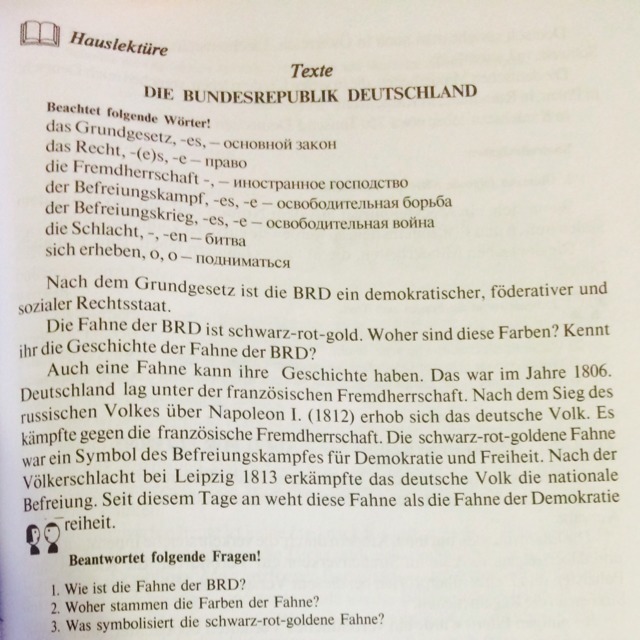 Hauslektüre
Texte
DIE BUNDESREPUBLIK DEUTSCHLAND
Beachtet folgende Wörter!
das Grundgesetz, -es, – основной закон
das Recht, -(e)s, -e – право
die Fremdherrschaft -, – иностранное господство
der Befreiungskampf, -es, -e – освободительная борьба
der Befreiungskrieg, -es, -e – освободительная война
die Schlacht, -, -en – битва
sich erheben, o, o – подниматься
Nach dem Grundgesetz ist die BRD ein demokratischer, föderativer und
sozialer Rechtsstaat.
Die Fahne der BRD ist schwarz-rot-gold. Woher sind diese Farben? Kennt
ihr die Geschichte der Fahne der BRD?
Auch eine Fahne kann ihre Geschichte haben. Das war im Jahre 1806.
Deutschland lag unter der französischen Fremdherrschaft. Nach dem Sieg des
russischen Volkes über Napoleon I. (1812) erhob sich das deutsche Volk. Es
kämpfte gegen die französische Fremdherrschaft. Die schwarz-rot-goldene Fahne
war ein Symbol des Befreiungskampfes für Demokratie und Freiheit. Nach der
Völkerschlacht bei Leipzig 1813 erkämpfte das deutsche Volk die nationale
Befreiung. Seit diesem Tage an weht diese Fahne als die Fahne der Demokratie
reiheit.
Beantwortet folgende Fragen!
1. Wie ist die Fahne der BRD?
2. Woher stammen die Farben der Fahne?
3. Was symbolisiert die schwarz-rot-goldene Fahne?